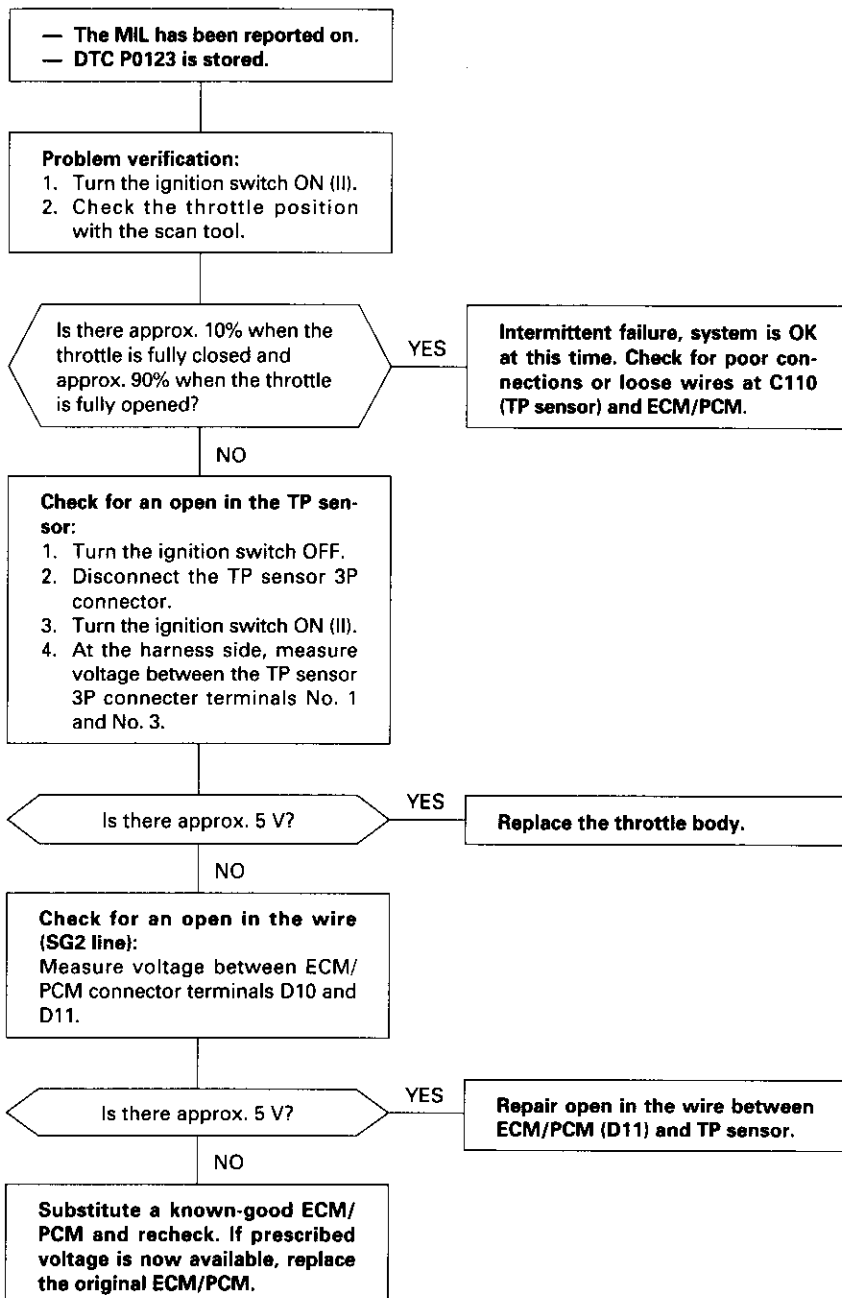 — The MIL has been reported on.
— DTC P0123 is stored.
Problem verification:
1. Turn the ignition switch ON (II).
2. Check the throttle position
with the scan tool.
Is there approx. 10% when the
throttle is fully closed and
approx. 90% when the throttle
is fully opened?
YES
Intermittent failure, system is OK
at this time. Check for poor con-
nections or loose wires at C110
(TP sensor) and ECM/PCM.
NO
Check for an open in the TP sen-
sor:
1. Turn the ignition switch OFF.
2. Disconnect the TP sensor 3P
connector.
3. Turn the ignition switch ON (II).
4. At the harness side, measure
voltage between the TP sensor
3P connecter terminals No. 1
and No. 3.
Is there approx. 5 V?
YES
Replace the throttle body.
NO
Check for an open in the wire
(SG2 line):
Measure voltage between ECM/
PCM connector terminals D10 and
D11.
Is there approx. 5 V?
YES
Repair open in the wire between
ECM/PCM (D11) and TP sensor.
NO
Substitute a known-good ECM/
PCM and recheck. If prescribed
voltage is now available, replace
the original ECM/PCM.